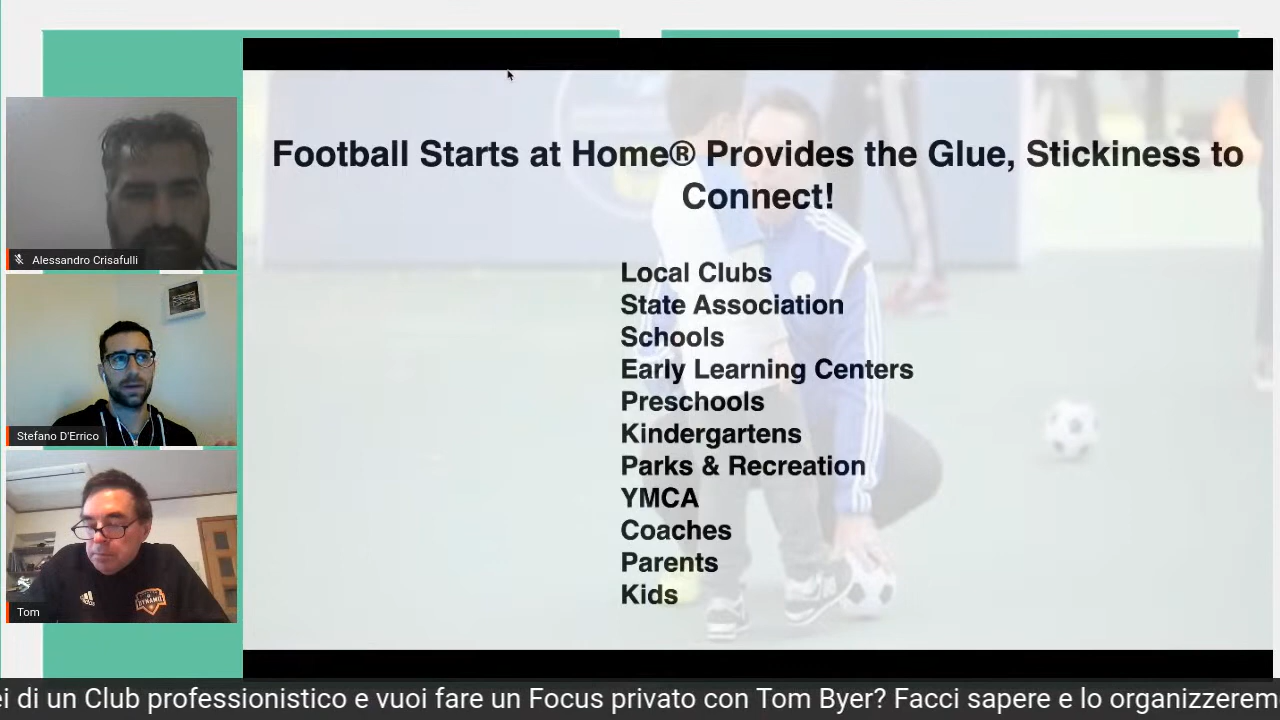 Football Starts at Home® Provides the Glue, Stickiness to
Connect!
Local Clubs
State Association
Schools
Early Learning Centers
Preschools
Kindergartens
Parks & Recreation
YMCA
Coaches
Parents
Kids
Alessandro Crisafulli
Stefano D'Errico
adidas
DYNAMO
Tom
ei di un Club professionistico e vuoi fare un Focus privato con Tom Byer? Facci sapere e lo organizzerem